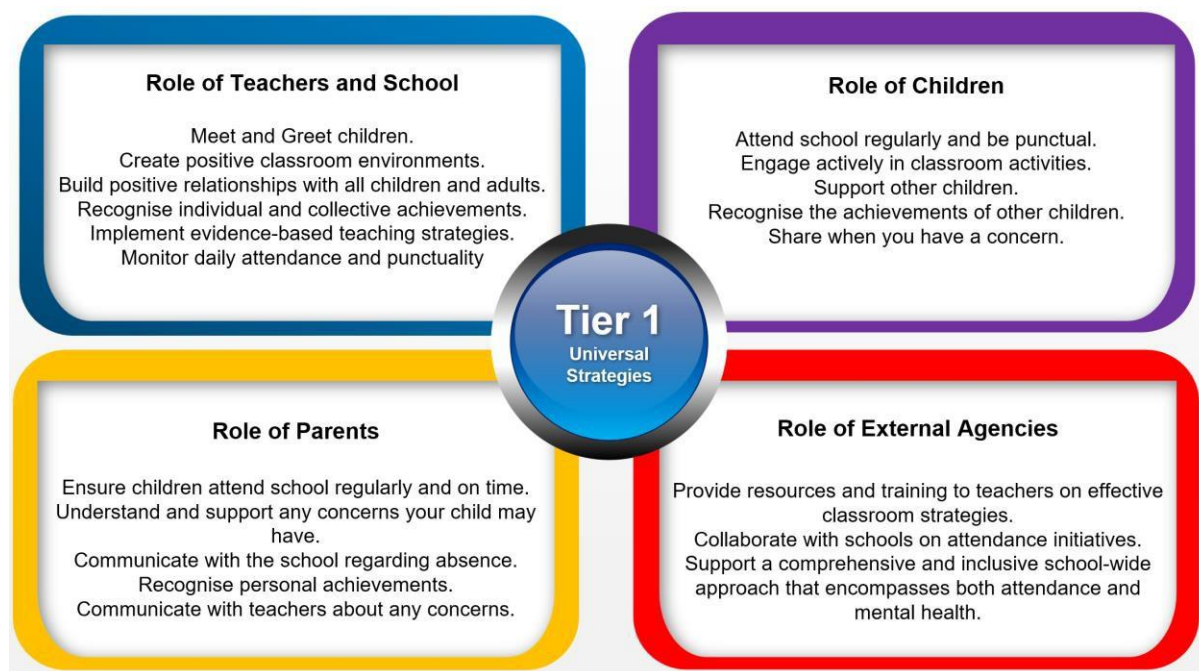 Role of Teachers and School
Meet and Greet children.
Create positive classroom environments.
Build positive relationships with all children and adults.
Recognise individual and collective achievements.
Implement evidence-based teaching strategies.
Monitor daily attendance and punctuality
Role of Children
Attend school regularly and be punctual.
Engage actively in classroom activities.
Support other children.
Recognise the achievements of other children.
Share when you have a concern.
Tier 1
Universal
Strategies
Role of Parents
Ensure children attend school regularly and on time.
Understand and support any concerns your child may
have.
Communicate with the school regarding absence.
Recognise personal achievements.
Communicate with teachers about any concerns.
Role of External Agencies
Provide resources and training to teachers on effective
classroom strategies.
Collaborate with schools on attendance initiatives.
Support a comprehensive and inclusive school-wide
approach that encompasses both attendance and
mental health.